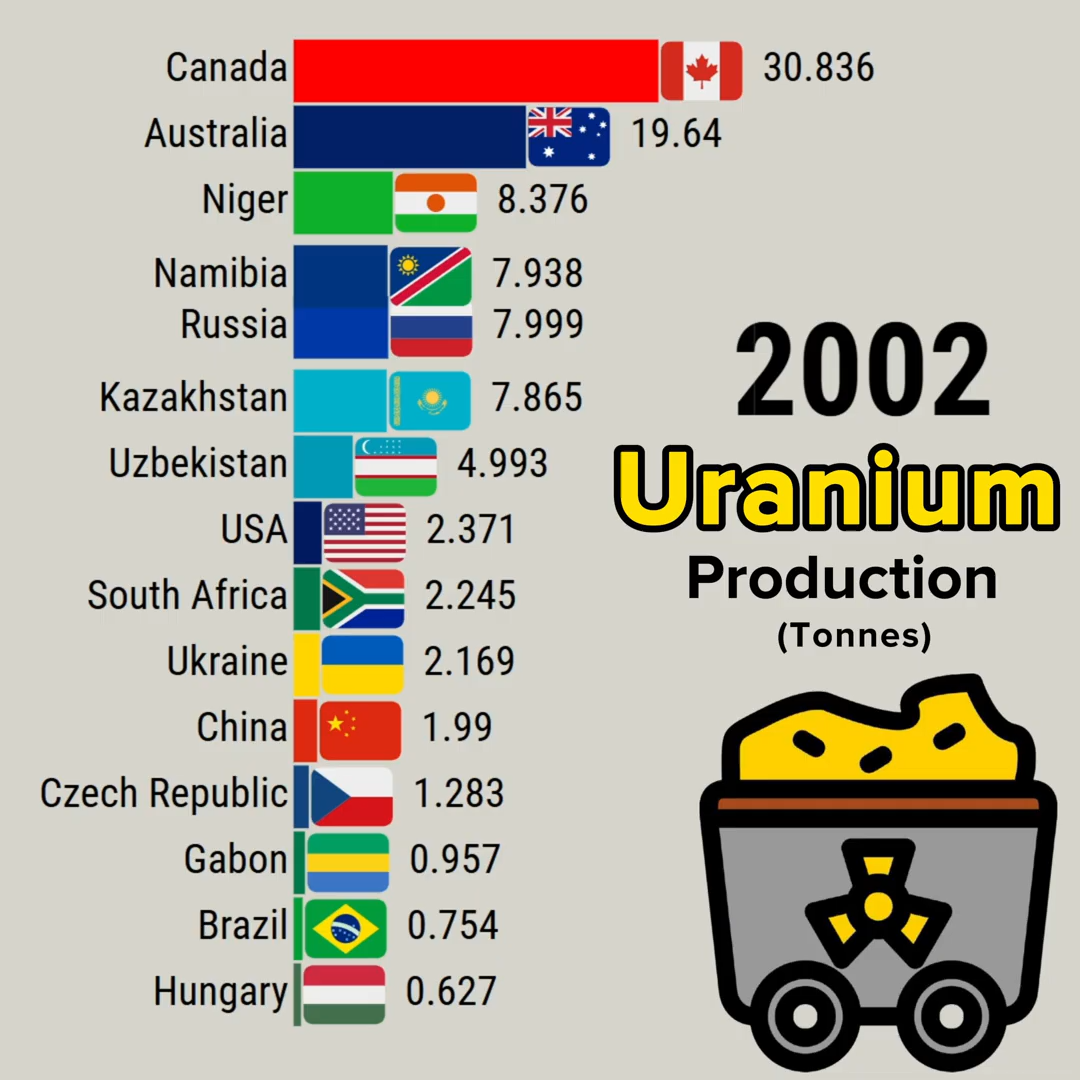 Canada 30.836
Australia 19.64
Niger 8.376
Namibia 7.938
Russia 7.999
Kazakhstan 7.865
Uzbekistan 4.993
USA 2.371
South Africa 2.245
Ukraine 2.169
China 1.99
Czech Republic 1.283
Gabon 0.957
Brazil 0.754
Hungary 0.627
2002
Uranium
Production
(Tonnes)